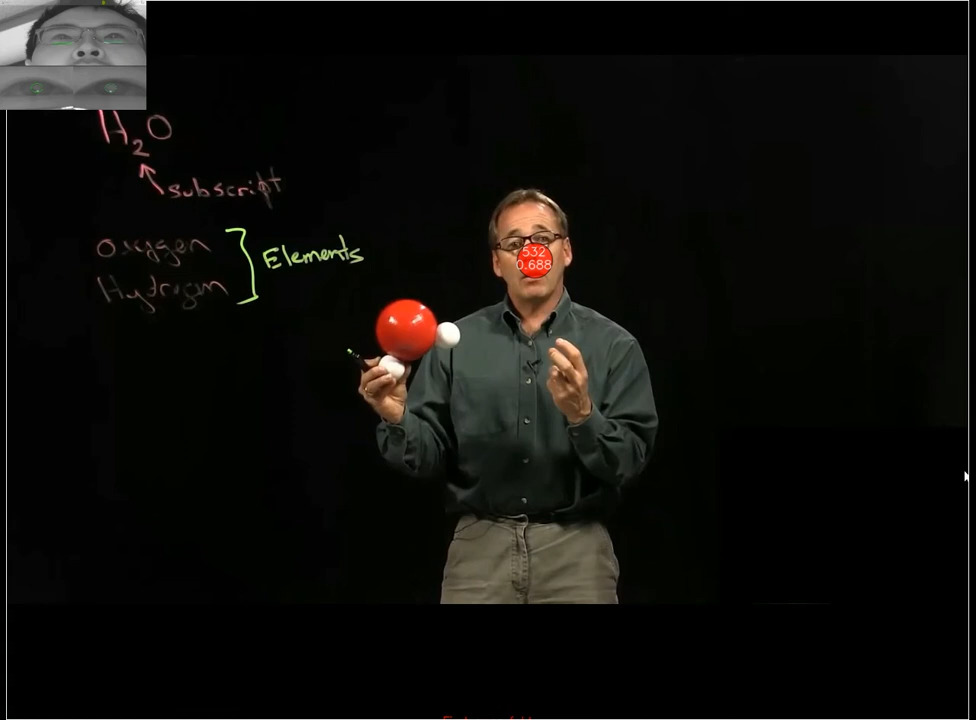 H₂O
subscript
Oxygen
Elements
Hydrogen
532
0.688